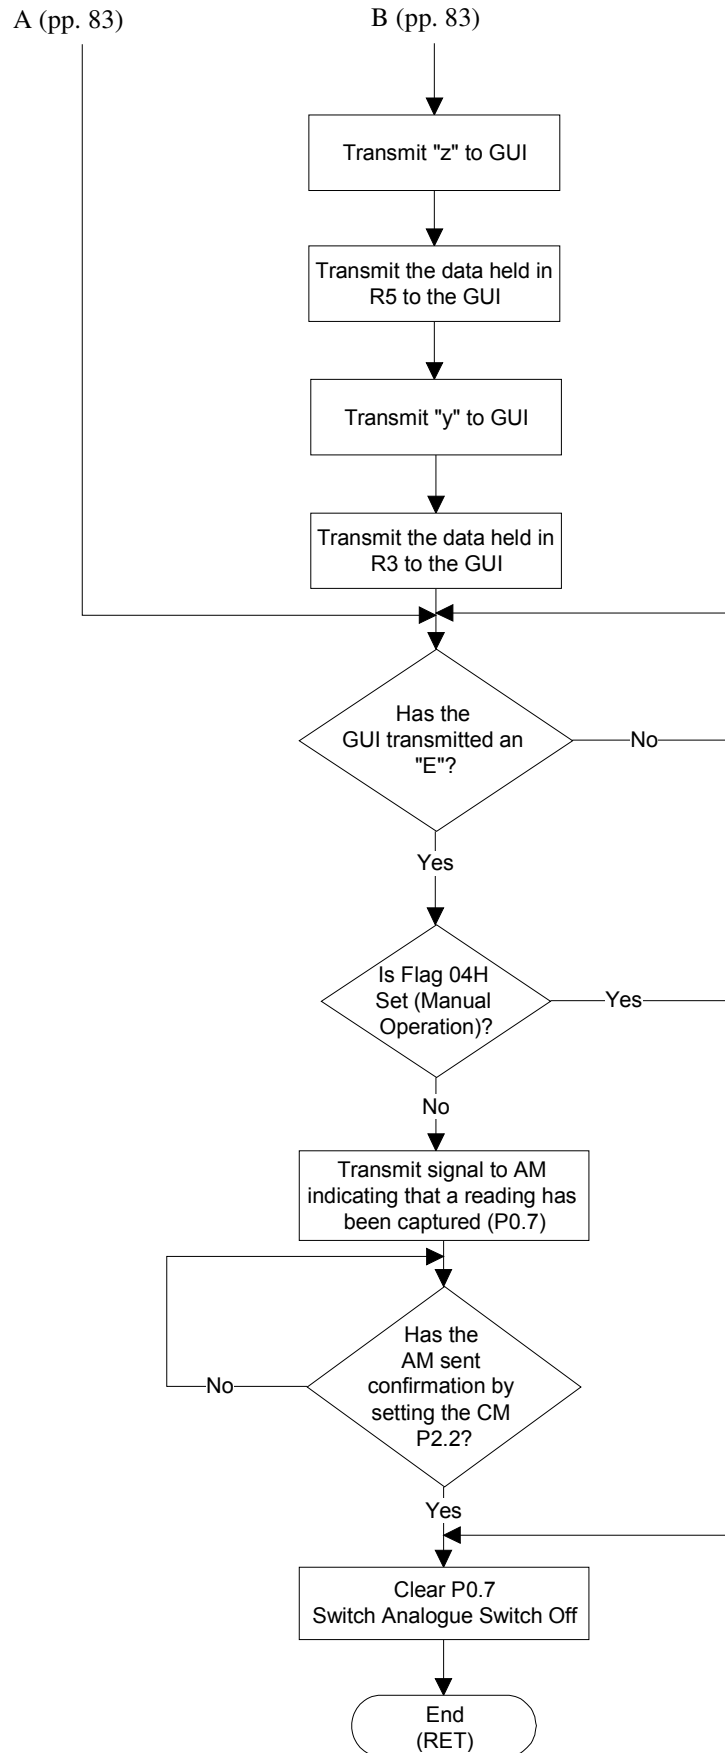 A (pp. 83)
B (pp. 83)
Transmit "z" to GUI
Transmit the data held in
R5 to the GUI
Transmit "y" to GUI
Transmit the data held in
R3 to the GUI
Has the
GUI transmitted an
"E"?
No
Yes
Is Flag 04H
Set (Manual
Operation)?
Yes
No
Transmit signal to AM
indicating that a reading has
been captured (P0.7)
Has the
AM sent
confirmation by
setting the CM
P2.2?
No
Yes
Clear P0.7
Switch Analogue Switch Off
End
(RET)